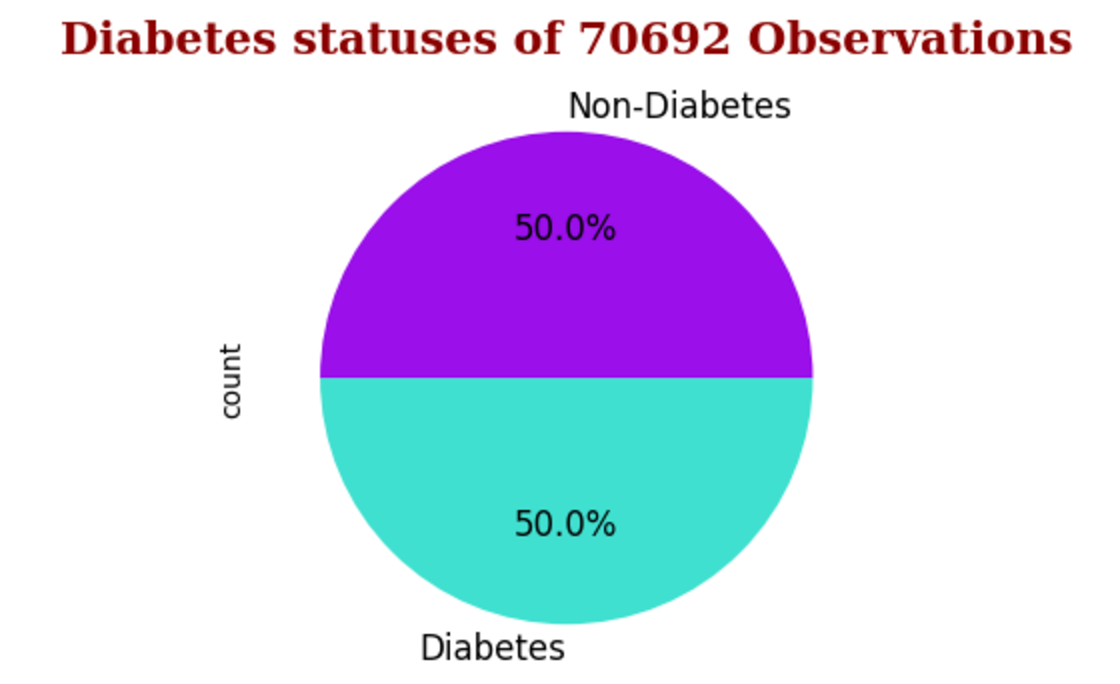 Diabetes statuses of 70692 Observations
Non-Diabetes
50.0%
count
50.0%
Diabetes